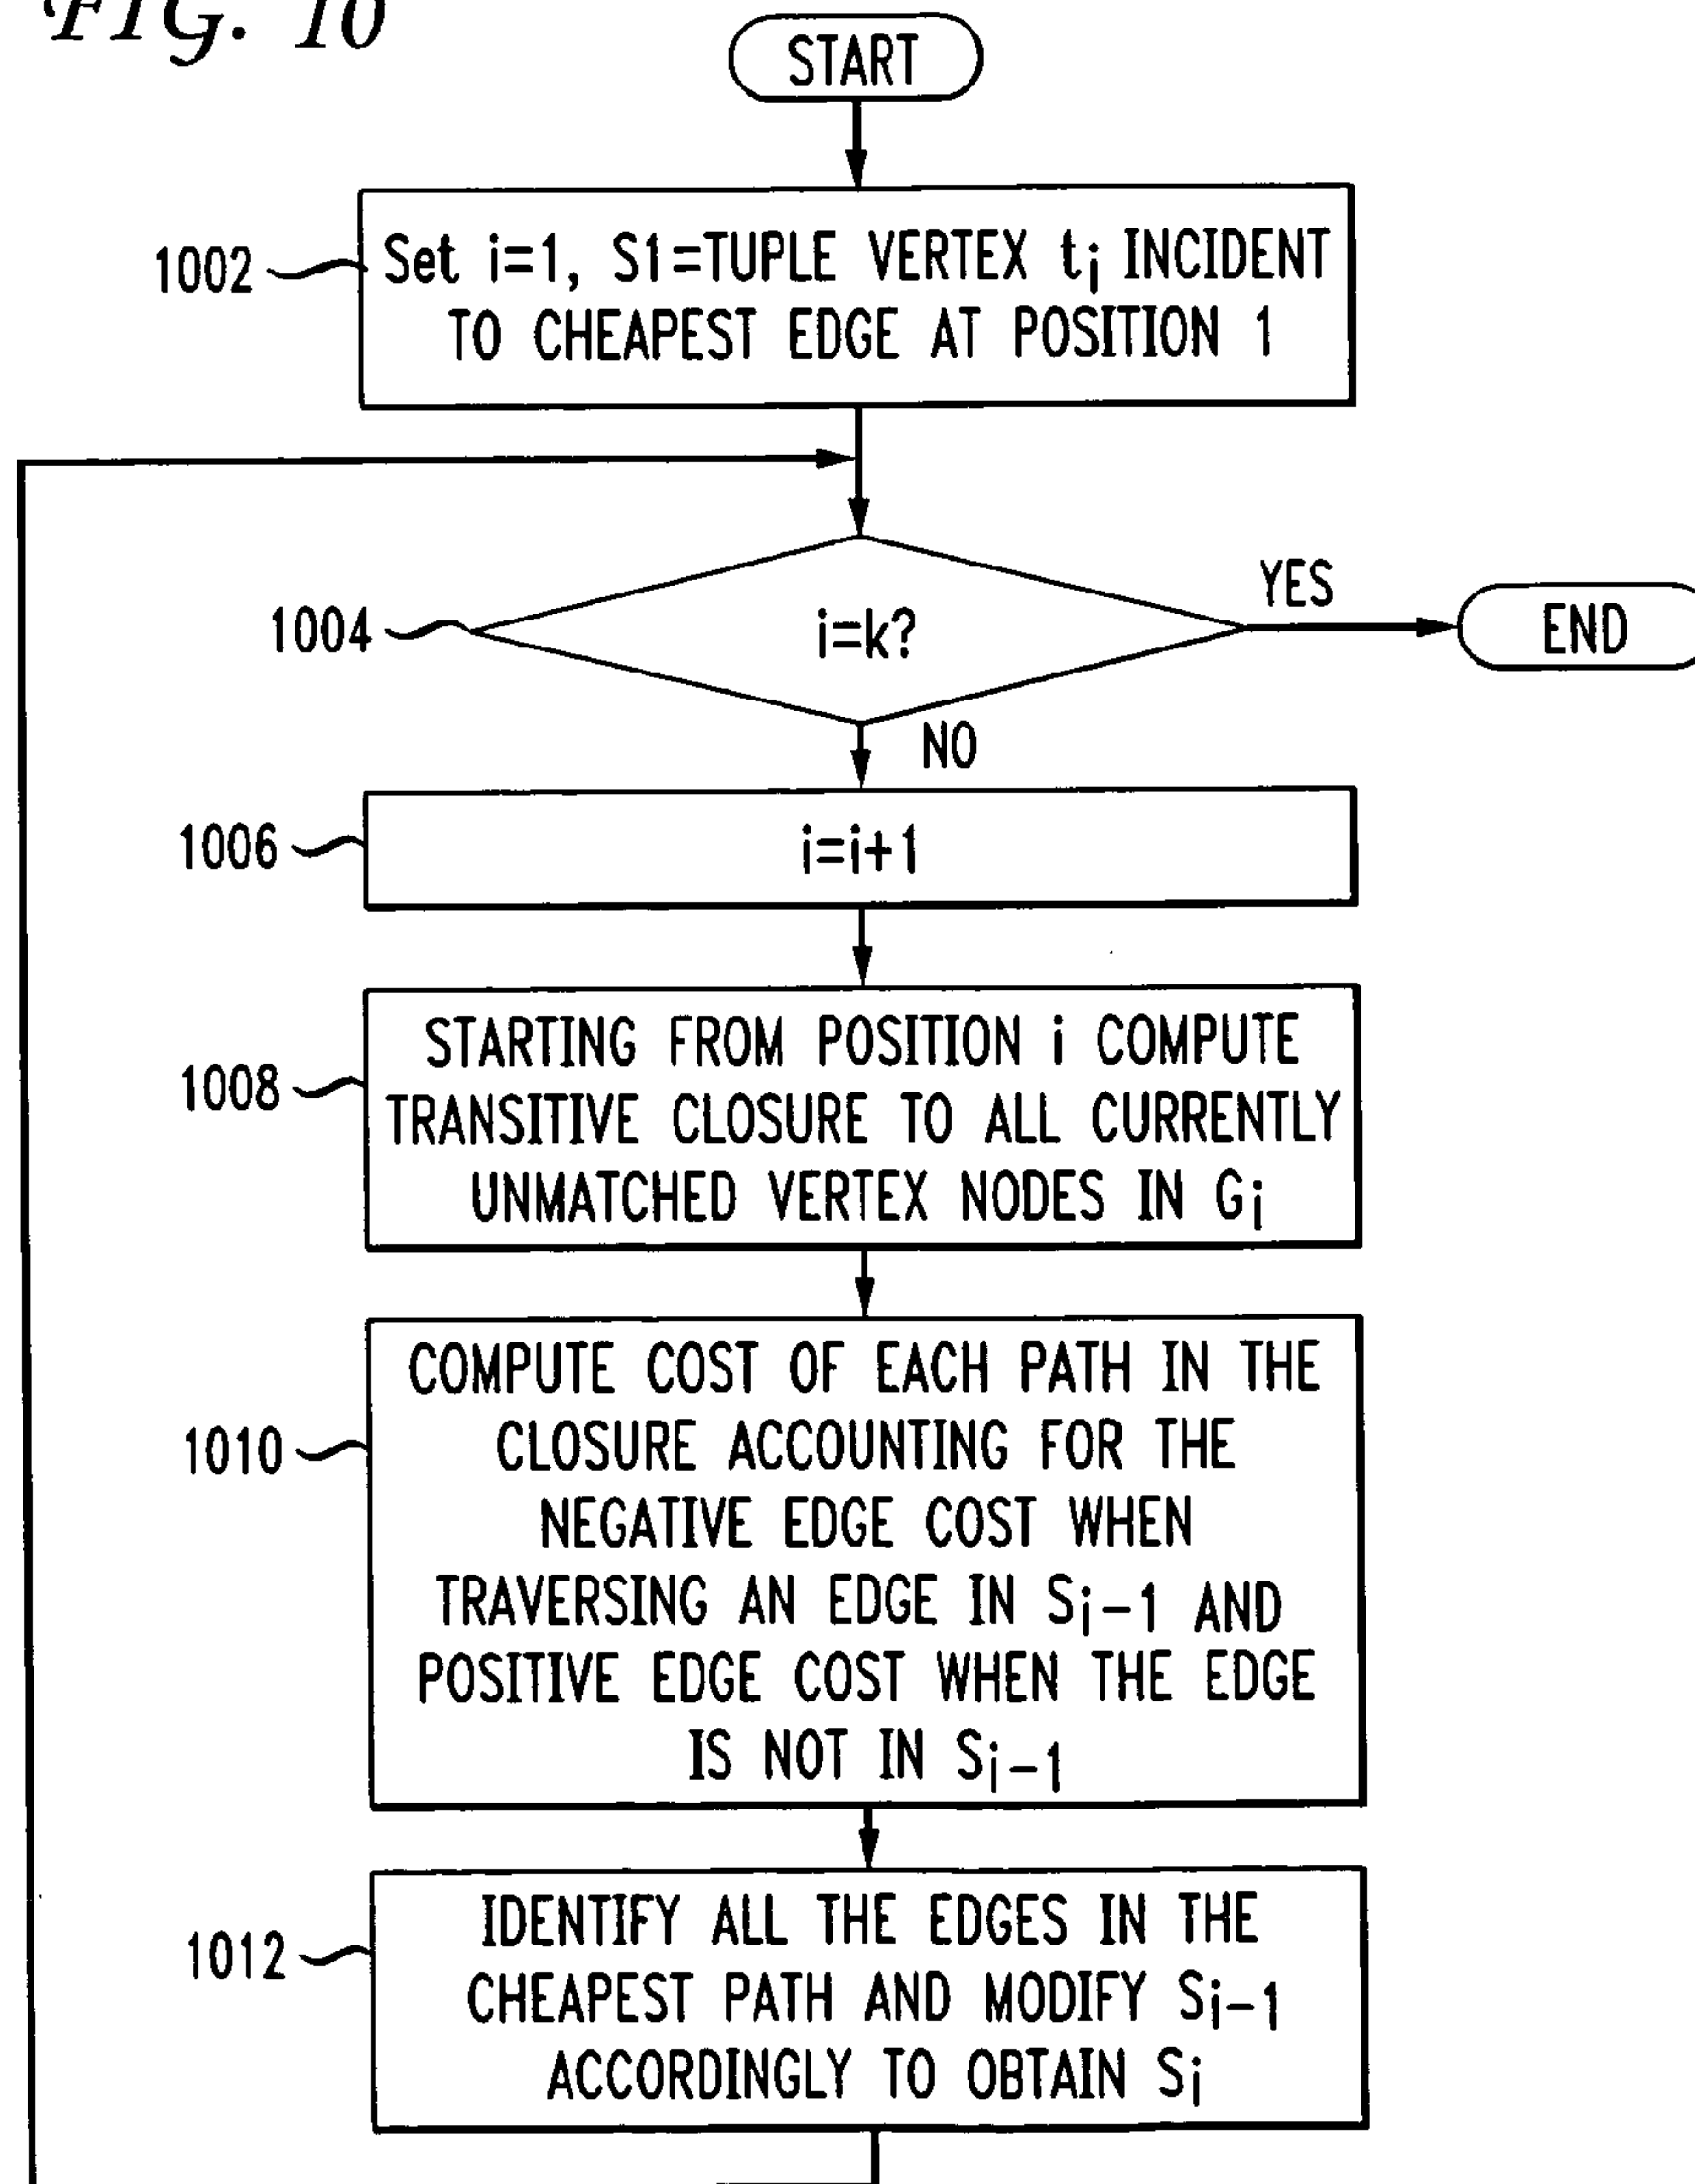 FIG. 10
START
1002
Set i=1, S1=TUPLE VERTEX ti INCIDENT
TO CHEAPEST EDGE AT POSITION 1
1004
i=k?
YES
END
NO
1006
i=i+1
1008
STARTING FROM POSITION i COMPUTE
TRANSITIVE CLOSURE TO ALL CURRENTLY
UNMATCHED VERTEX NODES IN Gi
1010
COMPUTE COST OF EACH PATH IN THE
CLOSURE ACCOUNTING FOR THE
NEGATIVE EDGE COST WHEN
TRAVERSING AN EDGE IN Si-1 AND
POSITIVE EDGE COST WHEN THE EDGE
IS NOT IN Si-1
1012
IDENTIFY ALL THE EDGES IN THE
CHEAPEST PATH AND MODIFY Si-1
ACCORDINGLY TO OBTAIN Si